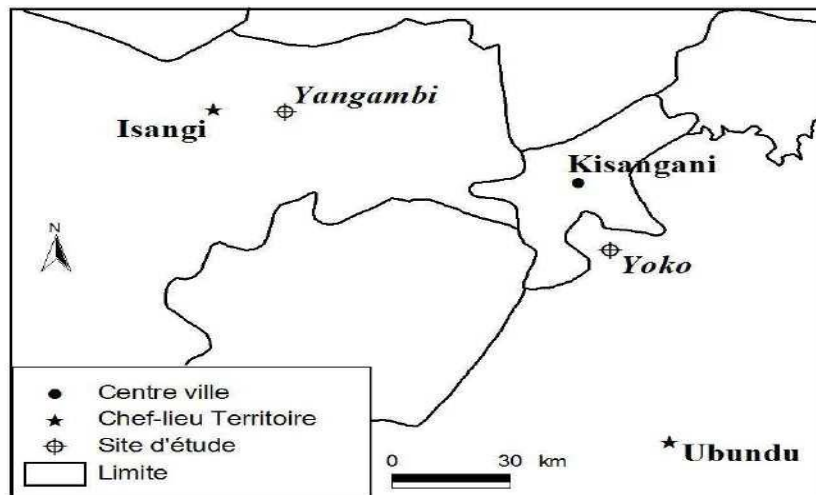 Yangambi
Isangi
Kisangani
N
Yoko
Centre ville
Chef-lieu Territoire
Site d'étude
Limite
0 30 km
Ubundu